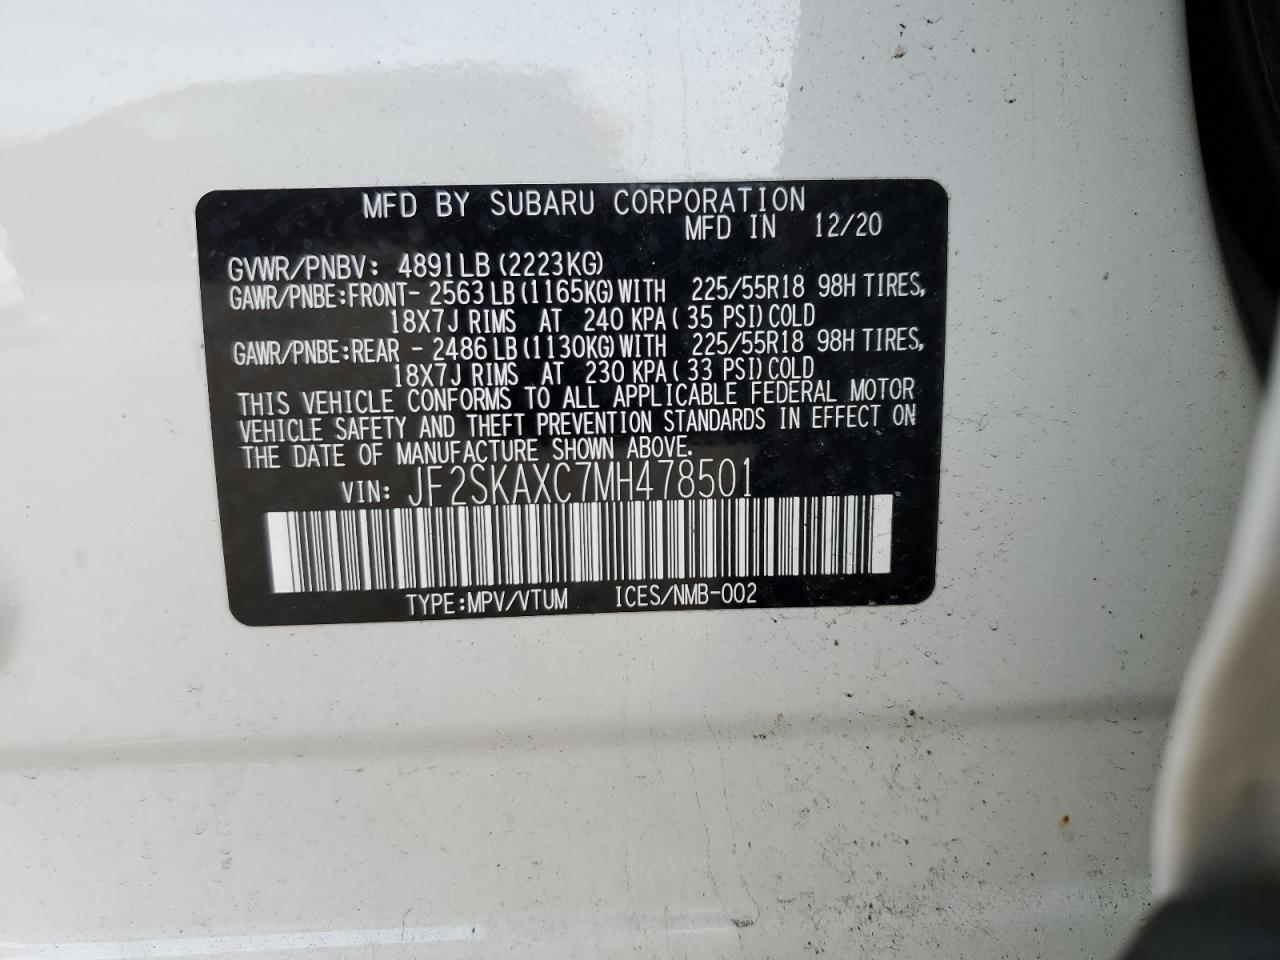 MFD BY SUBARU CORPORATION
MFD IN 12/20
GVWR/PNBV: 4891LB (2223KG)
GAWR/PNBE:FRONT- 2563 LB (1165KG) WITH 225/55R18 98H TIRES,
18X7J RIMS AT 240 KPA ( 35 PSI) COLD
GAWR/PNBE:REAR - 2486 LB (1130KG) WITH 225/55R18 98H TIRES,
18X7J RIMS AT 230 KPA ( 33 PSI) COLD
THIS VEHICLE CONFORMS TO ALL APPLICABLE FEDERAL MOTOR
VEHICLE SAFETY AND THEFT PREVENTION STANDARDS IN EFFECT ON
THE DATE OF MANUFACTURE SHOWN ABOVE.
VIN: JF2SKAXC7MH478501
TYPE:MPV/VTUM ICES/NMB-002